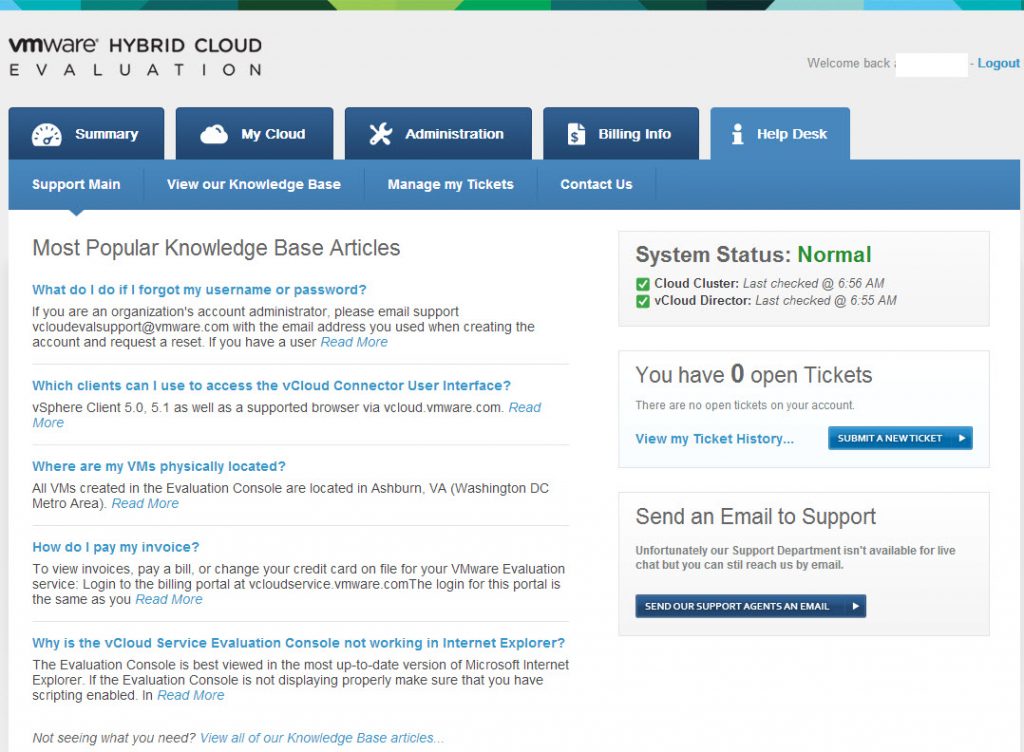 vmware HYBRID CLOUD
EVALUATION
Welcome back - Logout
Summary
My Cloud
Administration
Billing Info
Help Desk
Support Main
View our Knowledge Base
Manage my Tickets
Contact Us
Most Popular Knowledge Base Articles
What do I do if I forgot my username or password?
If you are an organization's account administrator, please email support
vcloudevalsupport@vmware.com with the email address you used when creating the
account and request a reset. If you have a user Read More
Which clients can I use to access the vCloud Connector User Interface?
vSphere Client 5.0, 5.1 as well as a supported browser via vcloud.vmware.com. Read
More
Where are my VMs physically located?
All VMs created in the Evaluation Console are located in Ashburn, VA (Washington DC
Metro Area). Read More
How do I pay my invoice?
To view invoices, pay a bill, or change your credit card on file for your VMware Evaluation
service: Login to the billing portal at vcloudservice.vmware.comThe login for this portal is
the same as you Read More
Why is the vCloud Service Evaluation Console not working in Internet Explorer?
The Evaluation Console is best viewed in the most up-to-date version of Microsoft Internet
Explorer. If the Evaluation Console is not displaying properly make sure that you have
scripting enabled. In Read More
Not seeing what you need? View all of our Knowledge Base articles...
System Status: Normal
Cloud Cluster: Last checked @ 6:56 AM
vCloud Director: Last checked @ 6:55 AM
You have 0 open Tickets
There are no open tickets on your account.
View my Ticket History...
SUBMIT A NEW TICKET
Send an Email to Support
Unfortunately our Support Department isn't available for live
chat but you can stil reach us by email.
SEND OUR SUPPORT AGENTS AN EMAIL